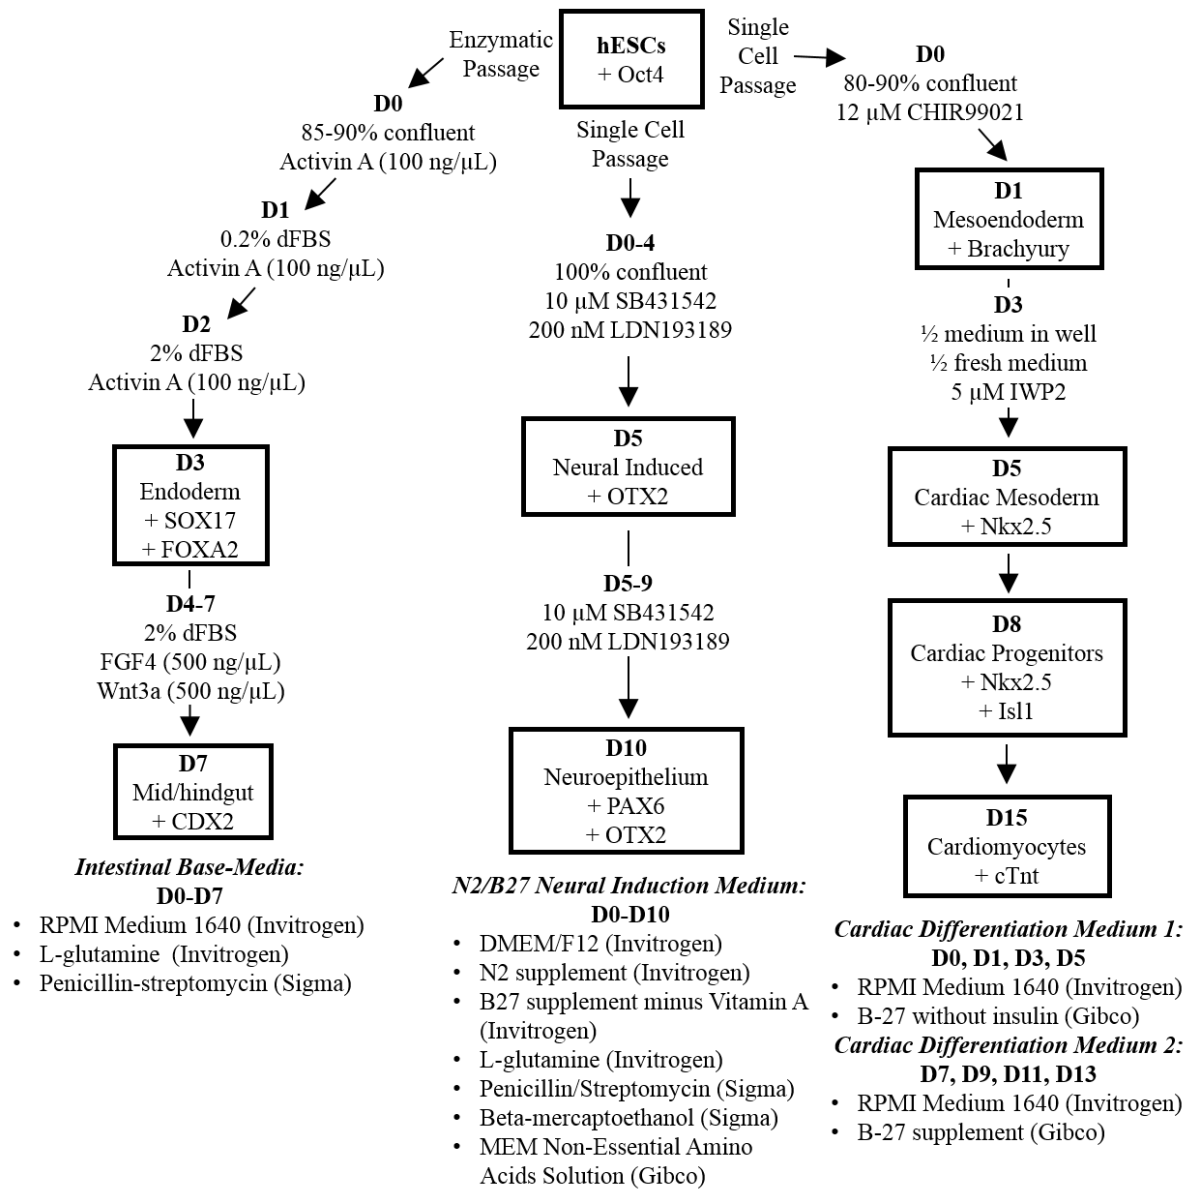 hESCs
+ Oct4
Enzymatic
Passage
D0
85-90% confluent
Activin A (100 ng/μL)
D1
0.2% dFBS
Activin A (100 ng/μL)
D2
2% dFBS
Activin A (100 ng/μL)
D3
Endoderm
+ SOX17
+ FOXA2
D4-7
2% dFBS
FGF4 (500 ng/μL)
Wnt3a (500 ng/μL)
D7
Mid/hindgut
+ CDX2
Intestinal Base-Media:
D0-D7
• RPMI Medium 1640 (Invitrogen)
• L-glutamine (Invitrogen)
• Penicillin-streptomycin (Sigma)
Single Cell
Passage
D0-4
100% confluent
10 μM SB431542
200 nM LDN193189
D5
Neural Induced
+ OTX2
D5-9
10 μM SB431542
200 nM LDN193189
D10
Neuroepithelium
+ PAX6
+ OTX2
N2/B27 Neural Induction Medium:
D0-D10
• DMEM/F12 (Invitrogen)
• N2 supplement (Invitrogen)
• B27 supplement minus Vitamin A
(Invitrogen)
• L-glutamine (Invitrogen)
• Penicillin/Streptomycin (Sigma)
• Beta-mercaptoethanol (Sigma)
• MEM Non-Essential Amino
Acids Solution (Gibco)
Single
Cell
Passage
D0
80-90% confluent
12 μM CHIR99021
D1
Mesoendoderm
+ Brachyury
D3
½ medium in well
½ fresh medium
5 μM IWP2
D5
Cardiac Mesoderm
+ Nkx2.5
D8
Cardiac Progenitors
+ Nkx2.5
+ Isl1
D15
Cardiomyocytes
+ cTnt
Cardiac Differentiation Medium 1:
D0, D1, D3, D5
• RPMI Medium 1640 (Invitrogen)
• B-27 without insulin (Gibco)
Cardiac Differentiation Medium 2:
D7, D9, D11, D13
• RPMI Medium 1640 (Invitrogen)
• B-27 supplement (Gibco)